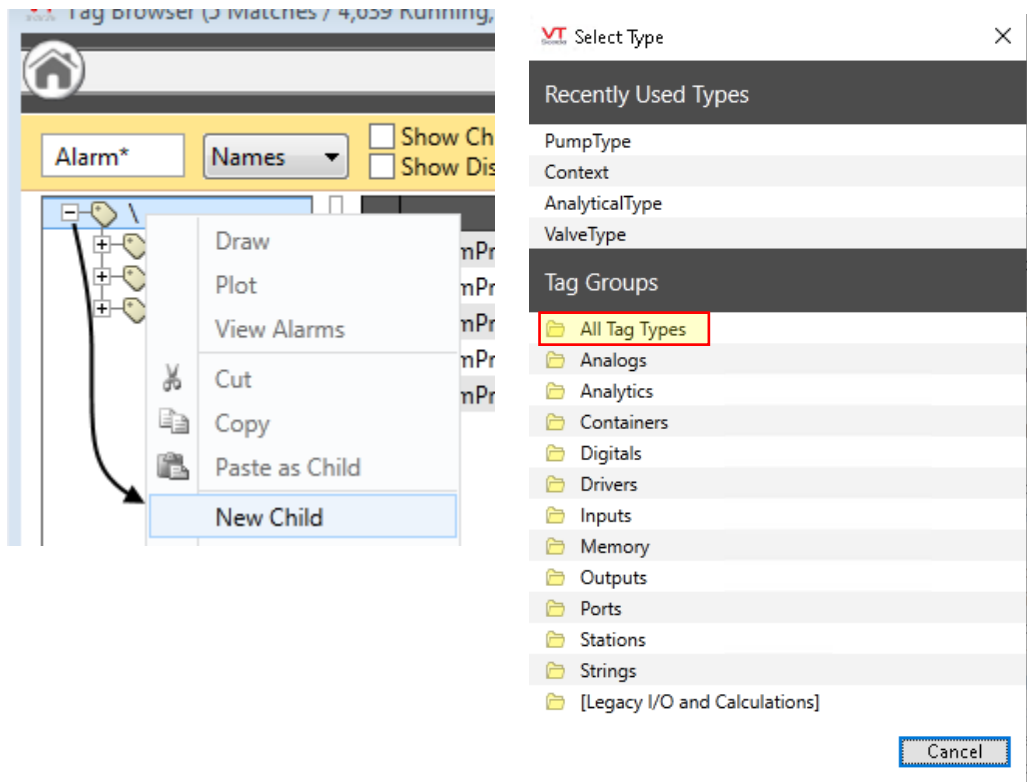 Tag Browser (5 Matches / 4,639 Running,
Alarm*
Names
Show Ch
Show Dis
\
Draw
Plot
View Alarms
Cut
Copy
Paste as Child
New Child
mPr
mPr
mPr
mPr
mPr
VT
Scada
Select Type
Recently Used Types
PumpType
Context
AnalyticalType
ValveType
Tag Groups
All Tag Types
Analogs
Analytics
Containers
Digitals
Drivers
Inputs
Memory
Outputs
Ports
Stations
Strings
[Legacy I/O and Calculations]
Cancel